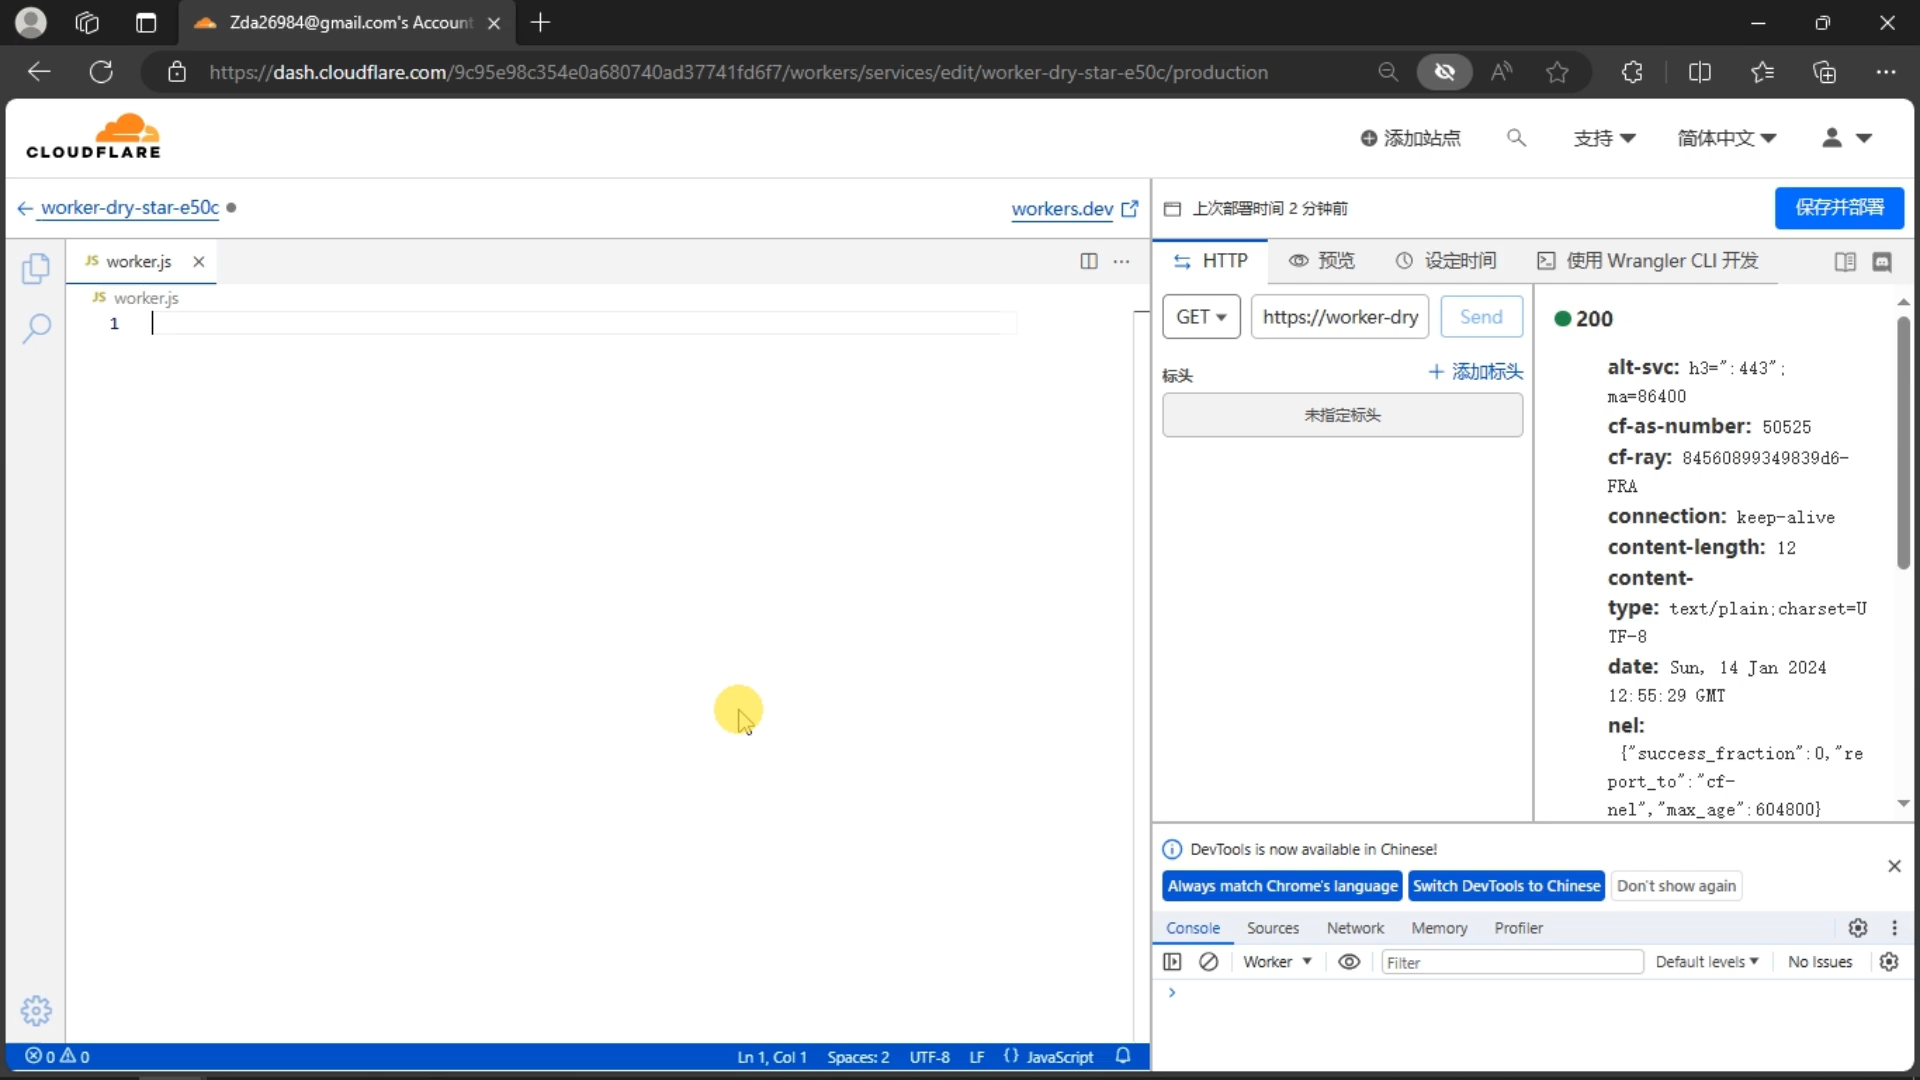 Zda26984@gmail.com's Account
https://dash.cloudflare.com/9c95e98c354e0a680740ad37741fd6f7/workers/services/edit/worker-dry-star-e50c/production
CLOUDFLARE
添加站点
支持
简体中文
worker-dry-star-e50c
workers.dev
上次部署时间 2 分钟前
保存并部署
JS worker.js
HTTP
预览
设定时间
使用 Wrangler CLI 开发
JS worker.js
1
GET
https://worker-dry
Send
标头
添加标头
未指定标头
200
alt-svc: h3=":443";
ma=86400
cf-as-number: 50525
cf-ray: 84560899349839d6-
FRA
connection: keep-alive
content-length: 12
content-
type: text/plain;charset=U
TF-8
date: Sun, 14 Jan 2024
12:55:29 GMT
nel:
{"success_fraction":0,"re
port_to":"cf-
nel","max_age":604800}
DevTools is now available in Chinese!
Always match Chrome's language
Switch DevTools to Chinese
Don't show again
Console
Sources
Network
Memory
Profiler
Worker
Filter
Default levels
No Issues
0
0
Ln 1, Col 1
Spaces: 2
UTF-8
LF
{} JavaScript